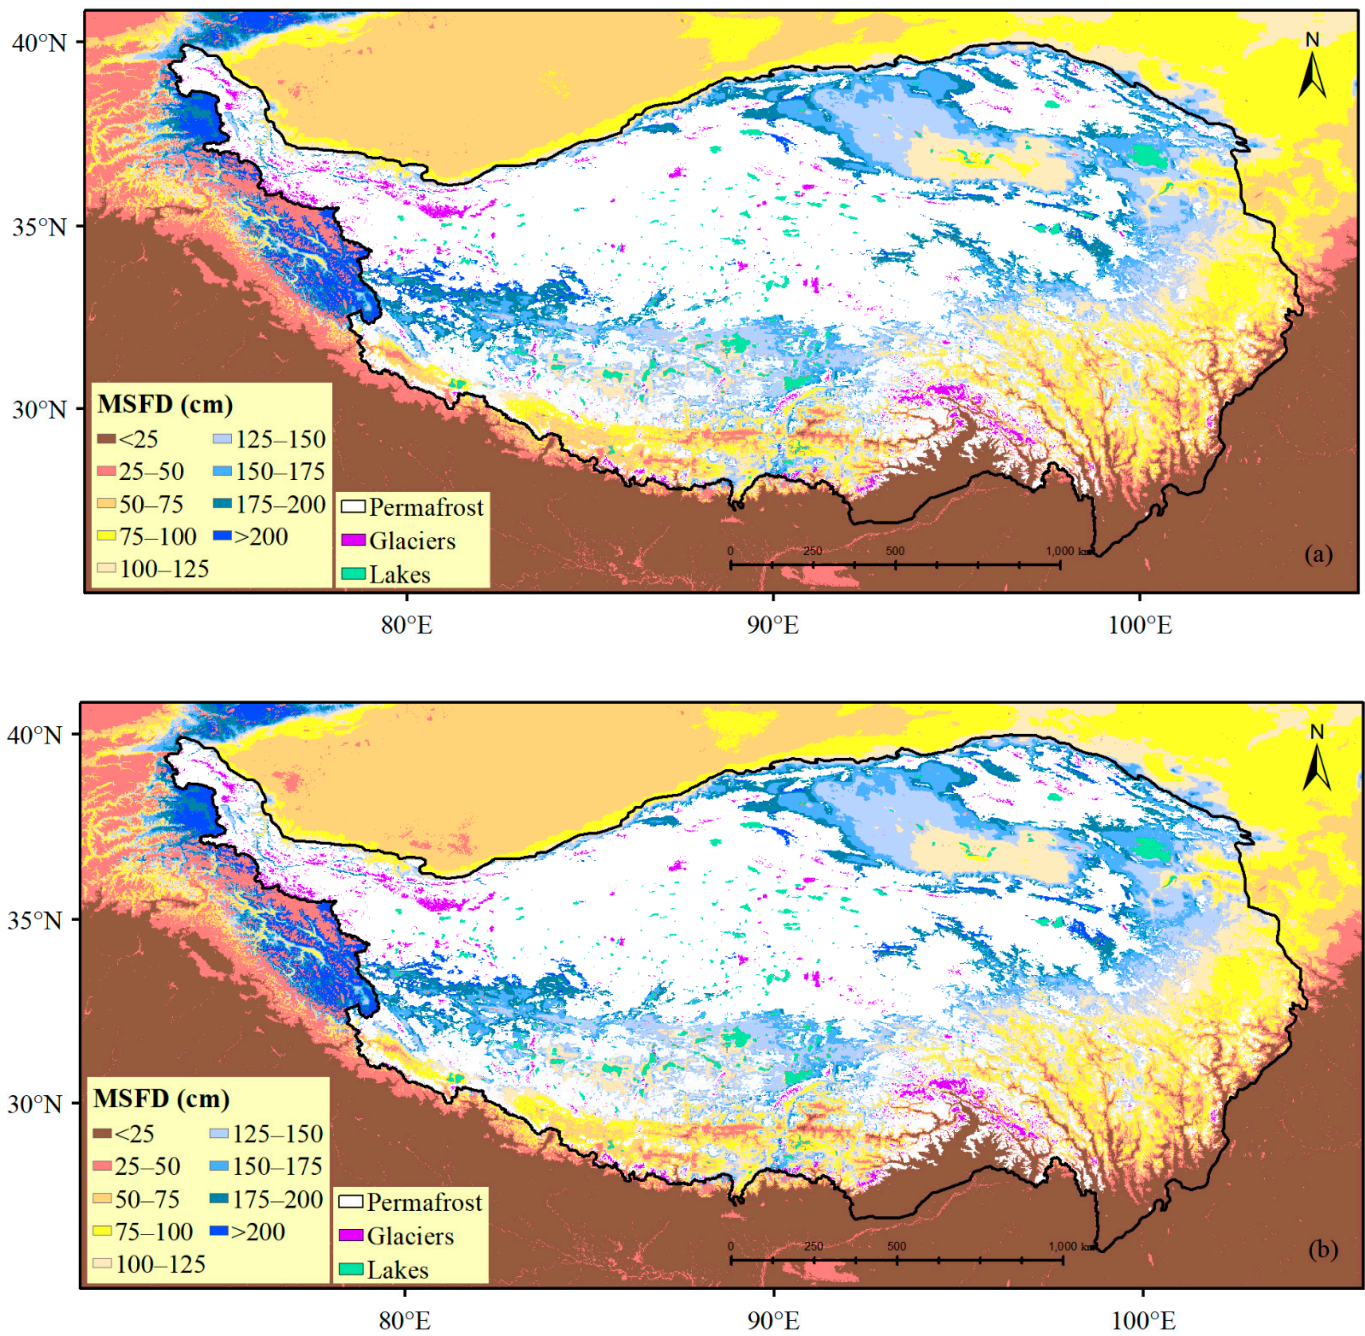 40°N
N
35°N
30°N
MSFD (cm)
<25 125–150
25–50 150–175
50–75 175–200
75–100 >200
100–125
Permafrost
Glaciers
Lakes
0 250 500 1,000 km
(a)
80°E 90°E 100°E
40°N
N
35°N
30°N
MSFD (cm)
<25 125–150
25–50 150–175
50–75 175–200
75–100 >200
100–125
Permafrost
Glaciers
Lakes
0 250 500 1,000 km
(b)
80°E 90°E 100°E